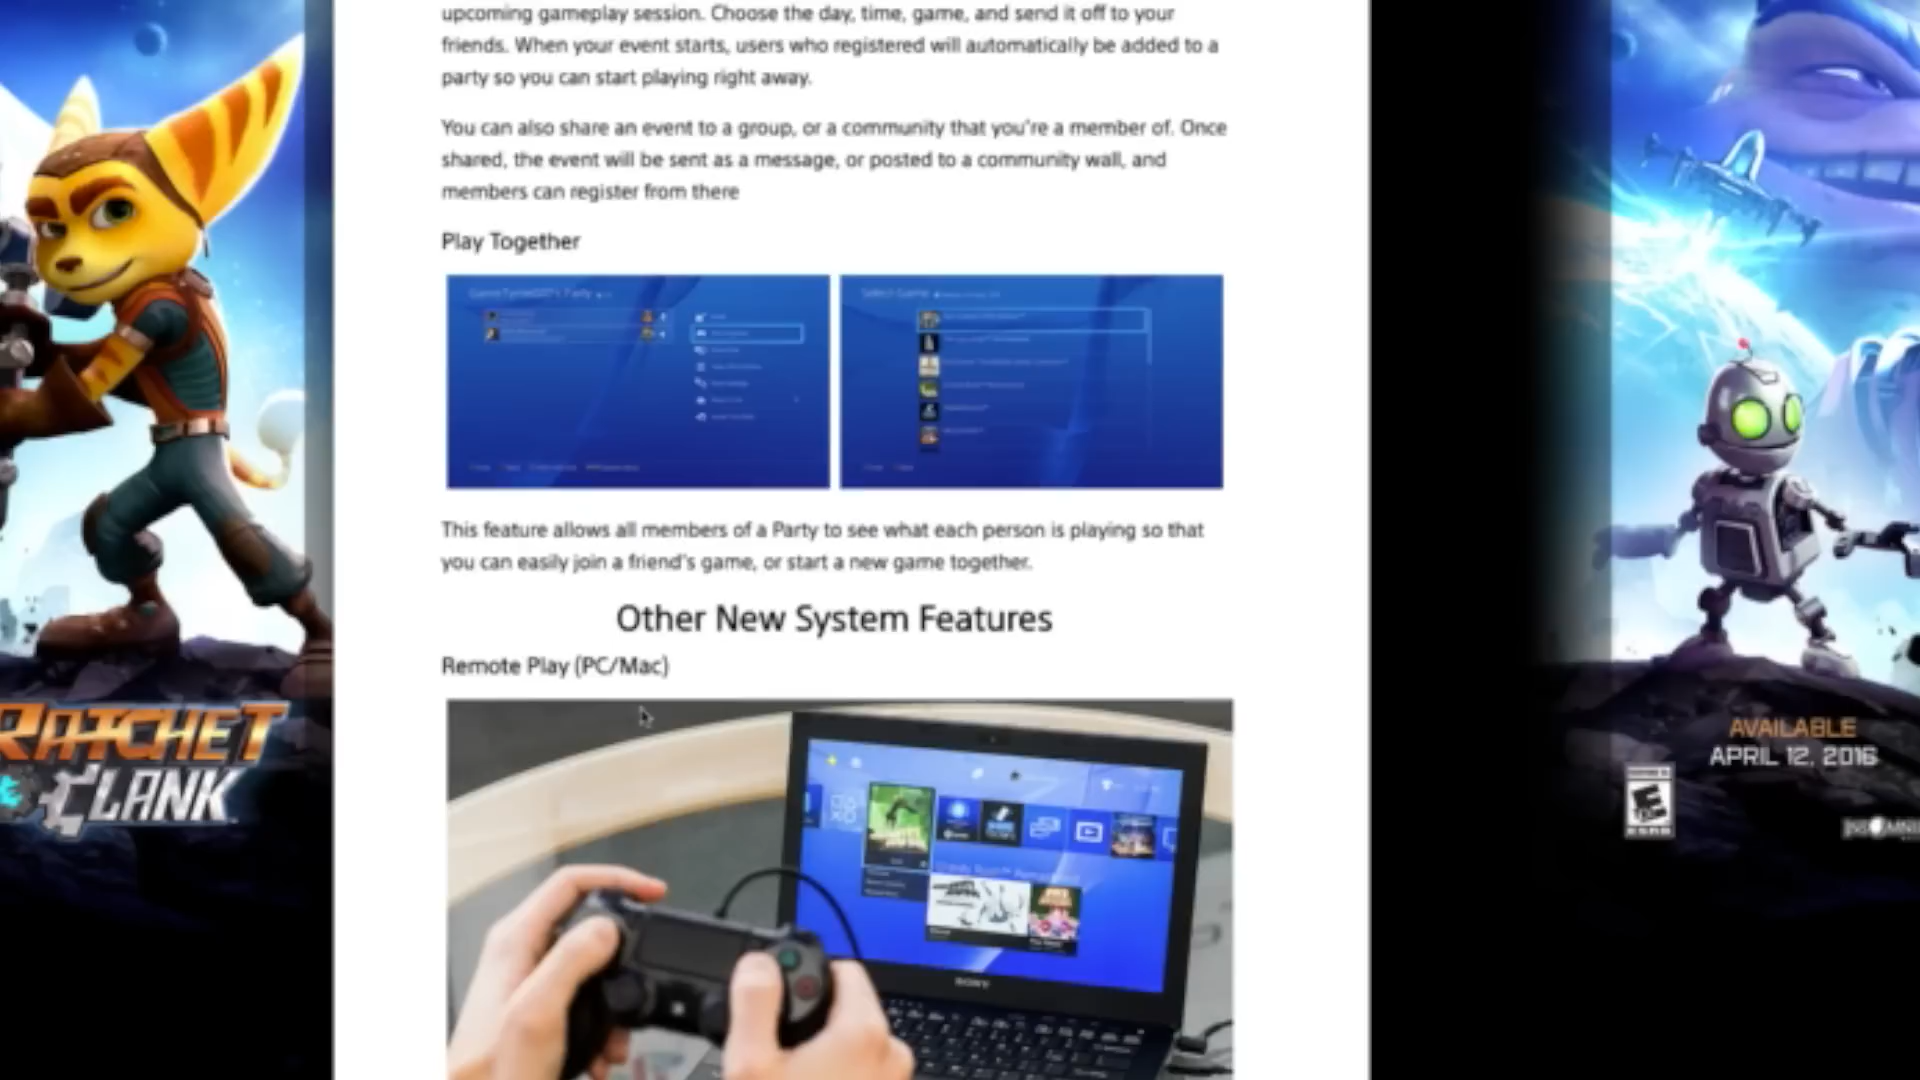 upcoming gameplay session. Choose the day, time, game, and send it off to your
friends. When your event starts, users who registered will automatically be added to a
party so you can start playing right away.
You can also share an event to a group, or a community that you're a member of. Once
shared, the event will be sent as a message, or posted to a community wall, and
members can register from there
Play Together
Select Game
This feature allows all members of a Party to see what each person is playing so that
you can easily join a friend's game, or start a new game together.
Other New System Features
Remote Play (PC/Mac)
SONY
RATCHET
CLANK
AVAILABLE
APRIL 12, 2016
E
ESRB